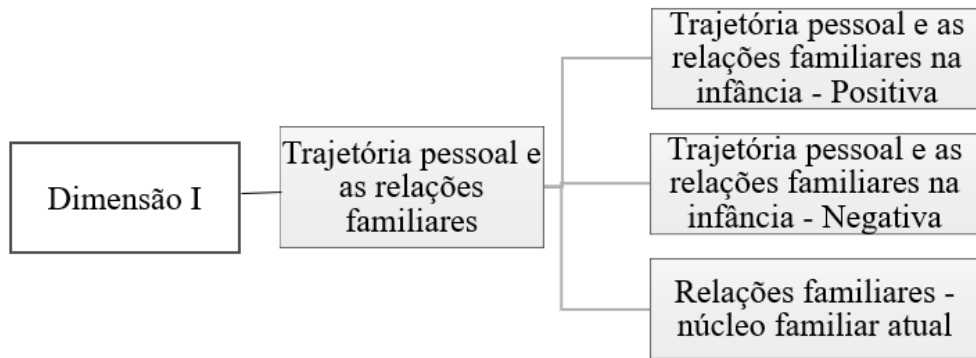 Dimensão I
Trajetória pessoal e
as relações
familiares
Trajetória pessoal e as
relações familiares na
infância - Positiva
Trajetória pessoal e as
relações familiares na
infância - Negativa
Relações familiares -
núcleo familiar atual